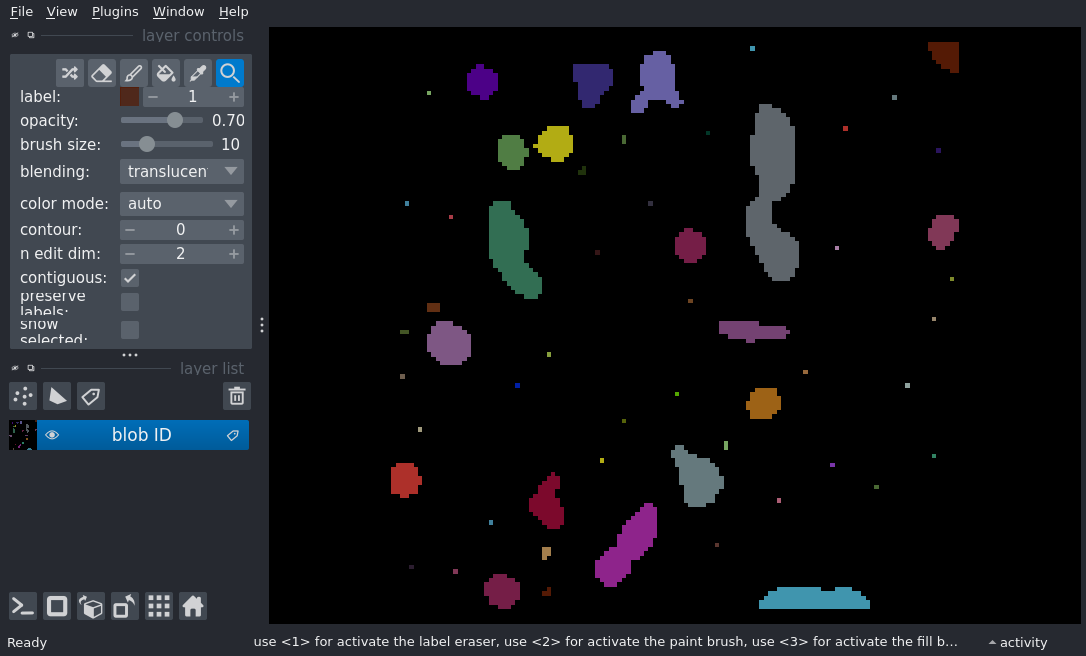 File View Plugins Window Help
layer controls
label: 1
opacity: 0.70
brush size: 10
blending: translucen
color mode: auto
contour: 0
n edit dim: 2
contiguous:
preserve
labels:
show
selected:
layer list
blob ID
Ready use <1> for activate the label eraser, use <2> for activate the paint brush, use <3> for activate the fill b... activity